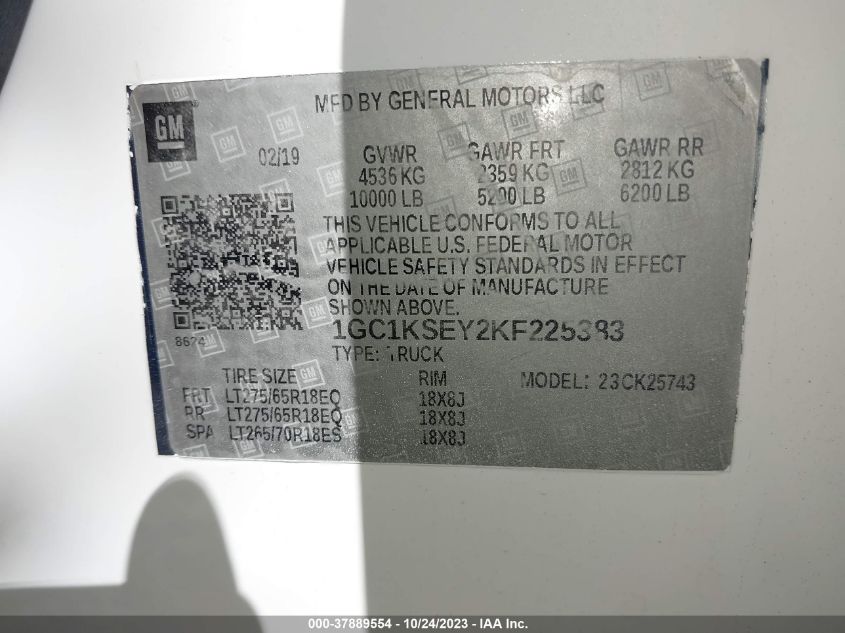 MFD BY GENERAL MOTORS LLC
GM
02/19 GVWR GAWR FRT GAWR RR
4536 KG 2359 KG 2812 KG
10000 LB 5200 LB 6200 LB
THIS VEHICLE CONFORMS TO ALL
APPLICABLE U.S. FEDERAL MOTOR
VEHICLE SAFETY STANDARDS IN EFFECT
ON THE DATE OF MANUFACTURE
SHOWN ABOVE.
8674
1GC1KSEY2KF225383
TYPE: TRUCK
TIRE SIZE RIM MODEL: 23CK25743
FRT LT275/65R18EQ 18X8J
RR LT275/65R18EQ 18X8J
SPA LT265/70R18ES 18X8J
000-37889554 - 10/24/2023 - IAA Inc.